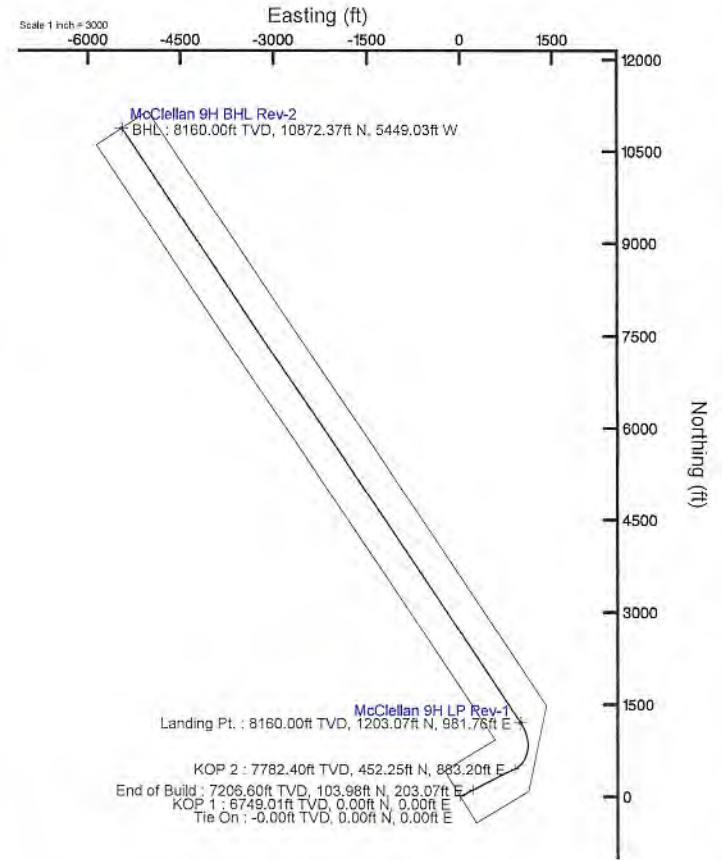 Easting (ft)
Scale 1 inch = 3000
-6000 -4500 -3000 -1500 0 1500
12000
McClellan 9H BHL Rev-2
BHL : 8160.00ft TVD, 10872.37ft N, 5449.03ft W
10500
9000
7500
6000
Northing (ft)
4500
3000
1500
McClellan 9H LP Rev-1
Landing Pt. : 8160.00ft TVD, 1203.07ft N, 981.76ft E
KOP 2 : 7782.40ft TVD, 452.25ft N, 883.20ft E
End of Build : 7206.60ft TVD, 103.98ft N, 203.07ft E
0
KOP 1 : 6749.01ft TVD, 0.00ft N, 0.00ft E
Tie On : -0.00ft TVD, 0.00ft N, 0.00ft E